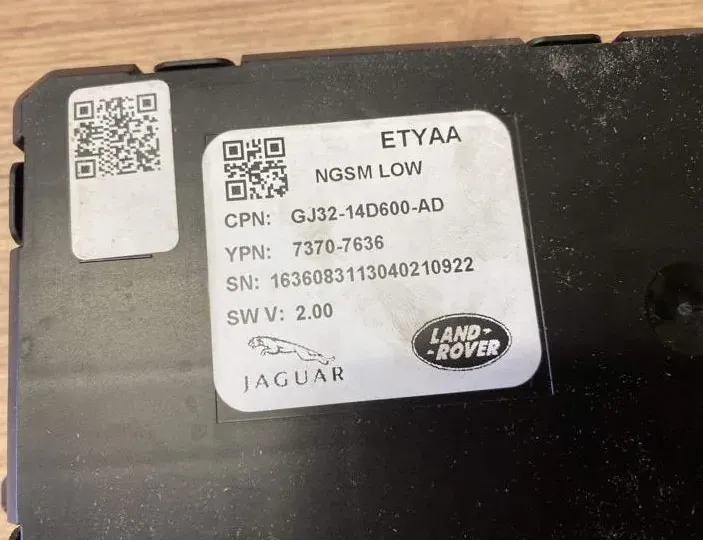 ETYAA
NGSM LOW
CPN: GJ32-14D600-AD
YPN: 7370-7636
SN: 1636083113040210922
SW V: 2.00
JAGUAR
LAND-
-ROVER